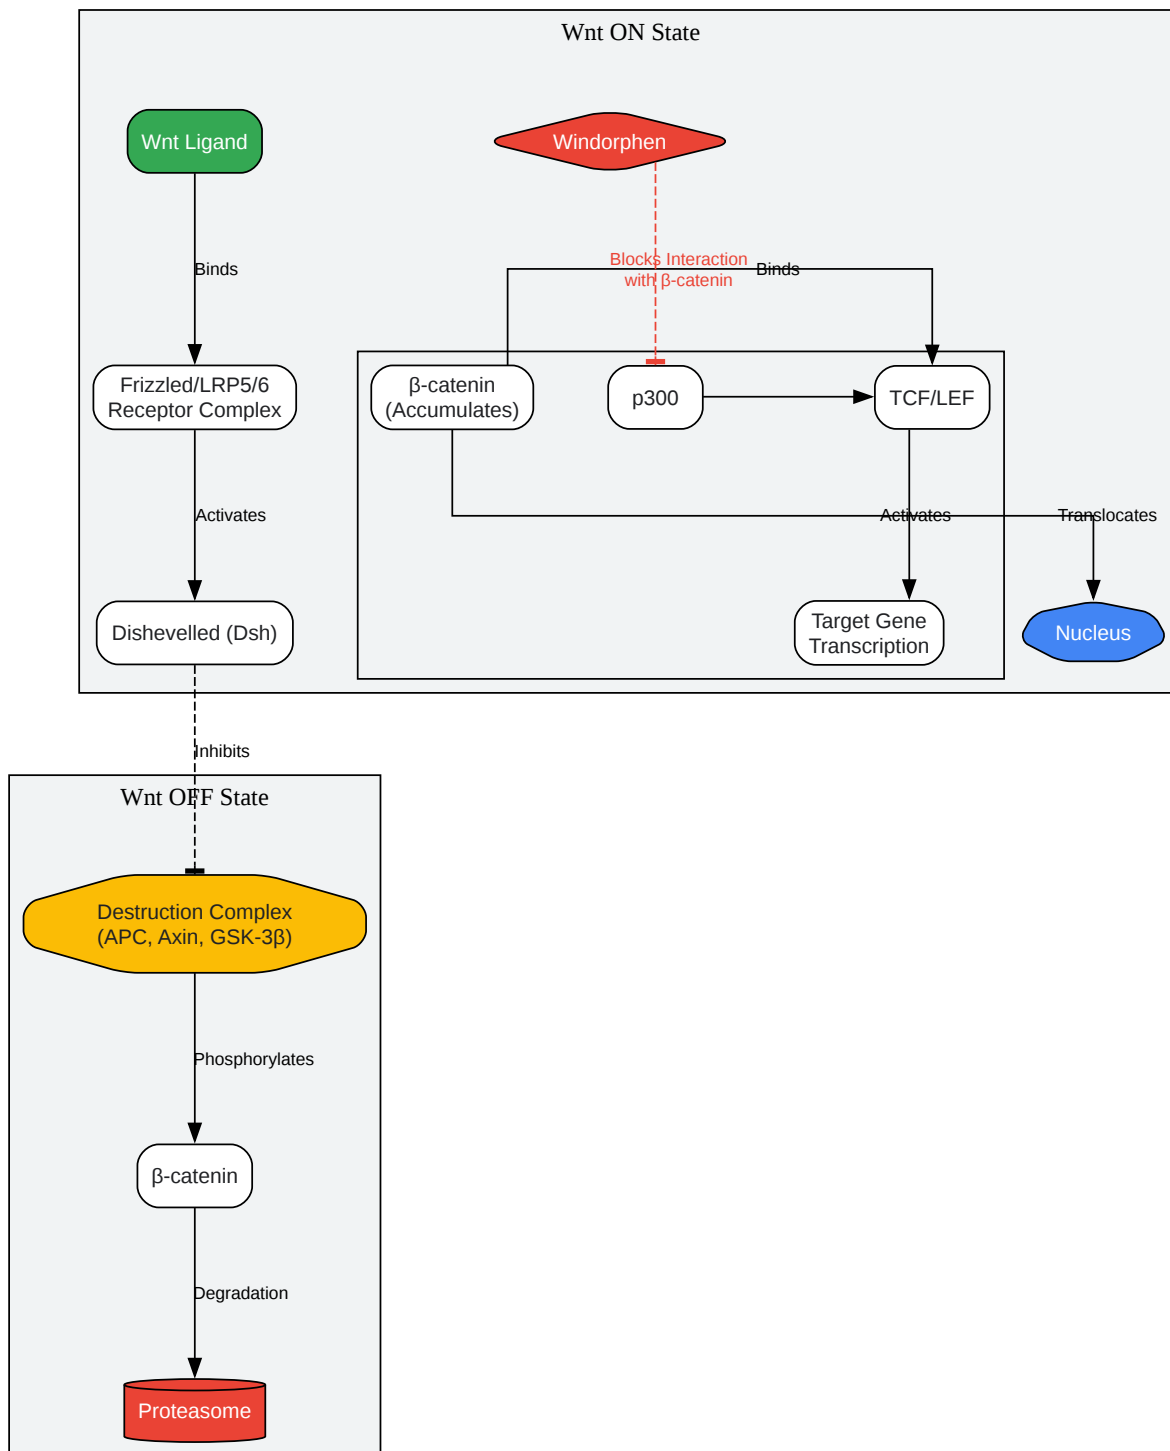 Wnt ON State
Wnt Ligand
Windorphen
Binds
Blocks Interaction
with β-catenin
Binds
Frizzled/LRP5/6
Receptor Complex
β-catenin
(Accumulates)
p300
TCF/LEF
Activates
Activates
Translocates
Dishevelled (Dsh)
Target Gene
Transcription
Nucleus
Inhibits
Wnt OFF State
Destruction Complex
(APC, Axin, GSK-3β)
Phosphorylates
β-catenin
Degradation
Proteasome